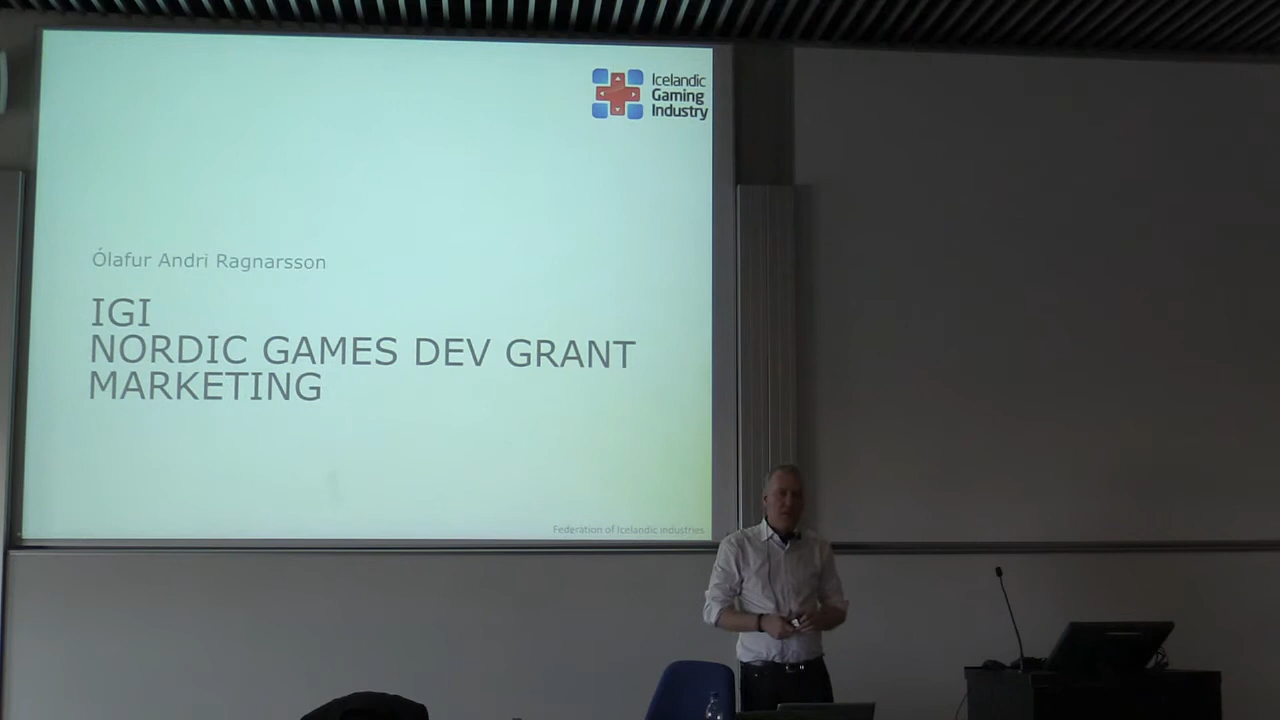 Icelandic
Gaming
Industry
Ólafur Andri Ragnarsson
IGI
NORDIC GAMES DEV GRANT
MARKETING
Federation of Icelandic industries